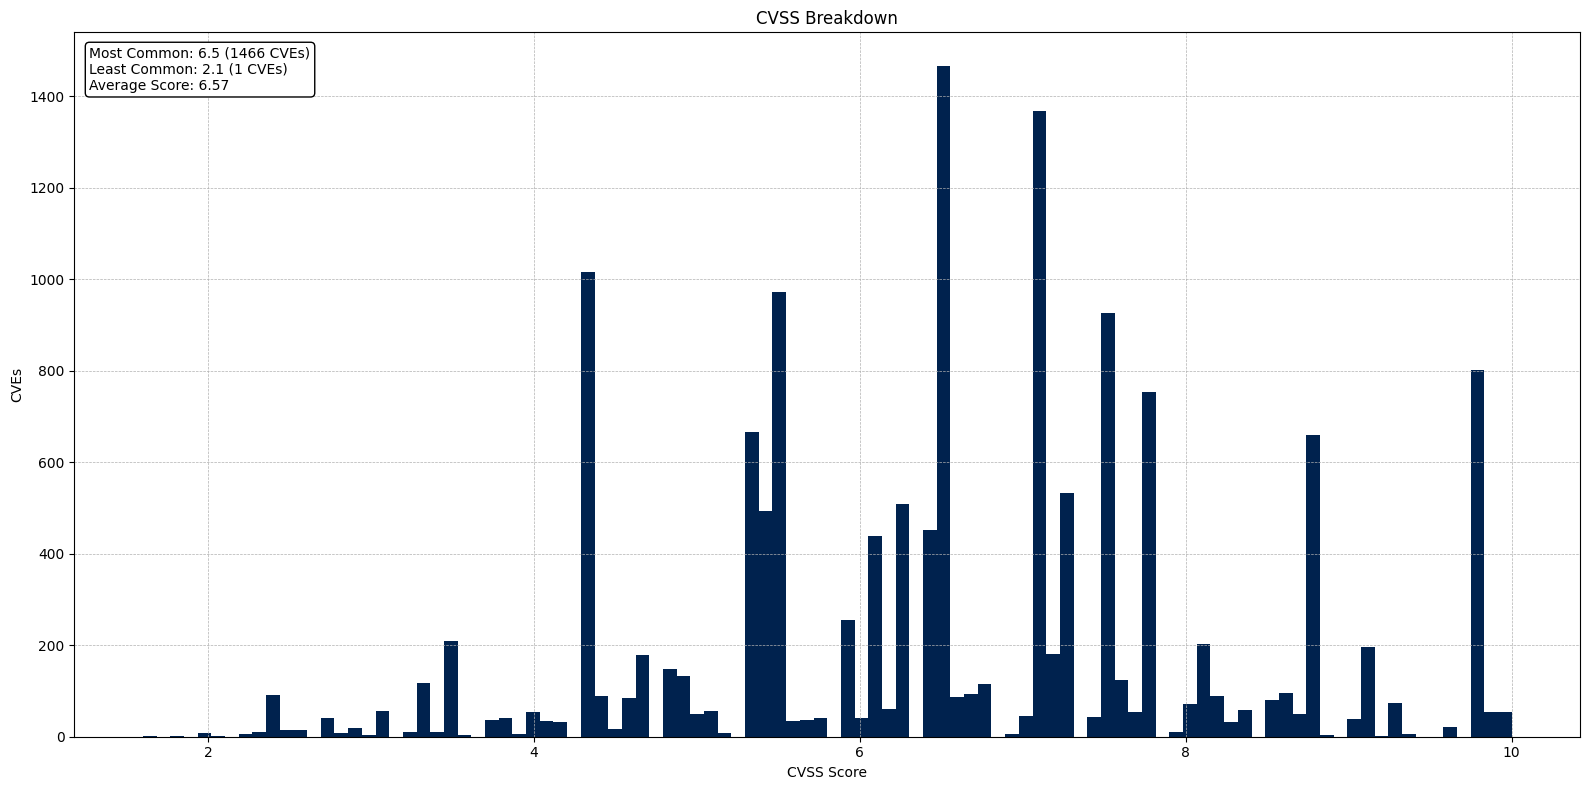 CVSS Breakdown
Most Common: 6.5 (1466 CVEs)
Least Common: 2.1 (1 CVEs)
Average Score: 6.57
1400
1200
1000
800
600
400
200
0
CVEs
2
4
6
8
10
CVSS Score